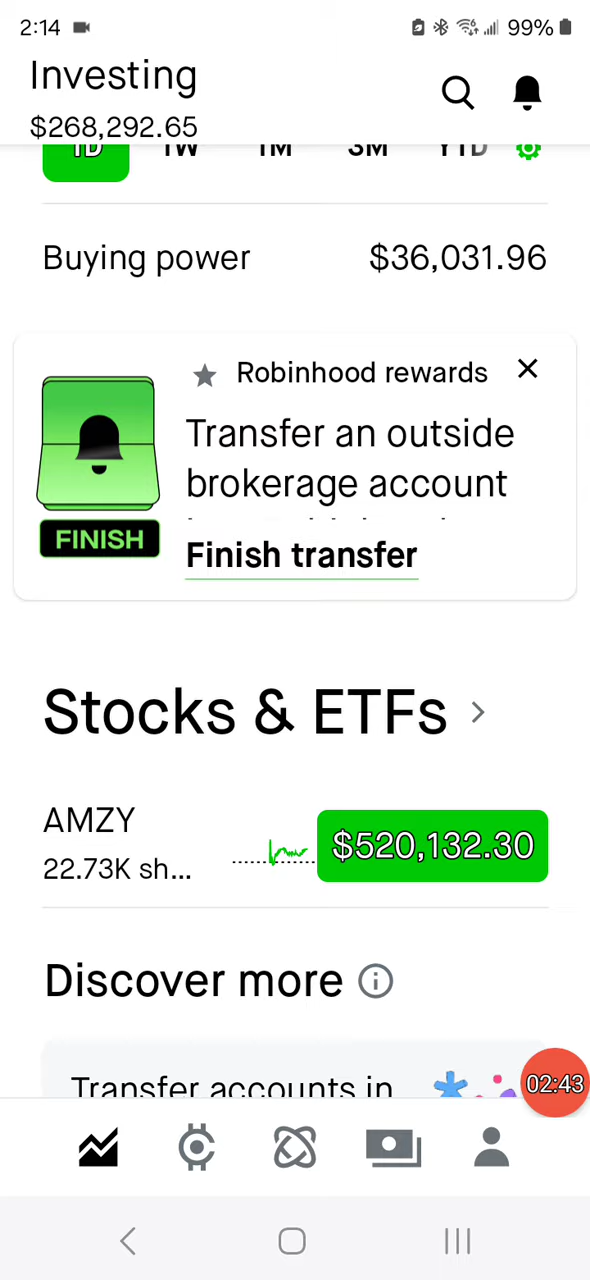 2:14 99%
Investing
$268,292.65
1D 1W 1M 3M YTD
Buying power $36,031.96
Robinhood rewards
Transfer an outside
brokerage account
FINISH
Finish transfer
Stocks & ETFs
AMZY
22.73K sh...
$520,132.30
Discover more
Transfer accounts in
02:43